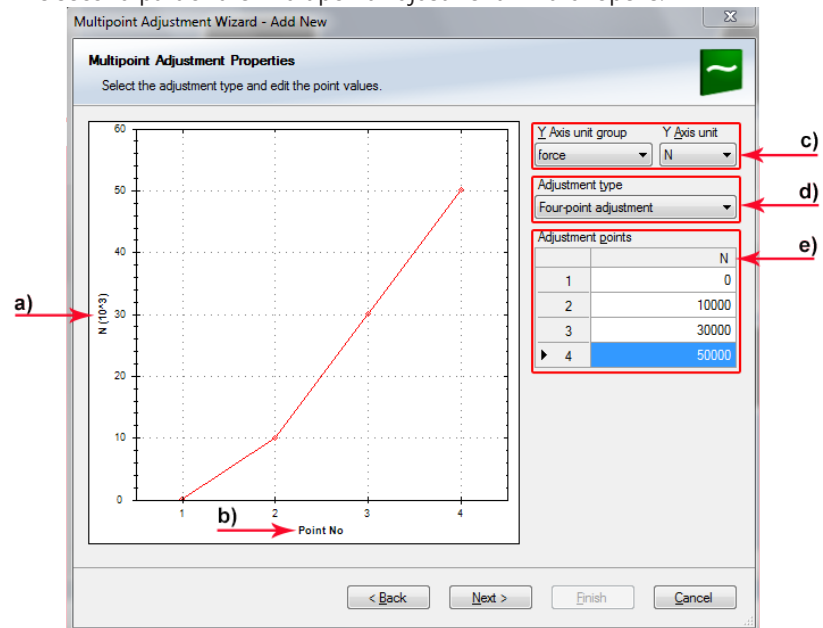 Multipoint Adjustment Wizard - Add New
Multipoint Adjustment Properties
Select the adjustment type and edit the point values.
60
50
40
30
20
10
0
N (10^3)
1
2
3
4
Point No
a)
b)
Y Axis unit group
Y Axis unit
force
N
c)
Adjustment type
Four-point adjustment
d)
Adjustment points
e)
N
1 0
2 10000
3 30000
4 50000
< Back
Next >
Finish
Cancel